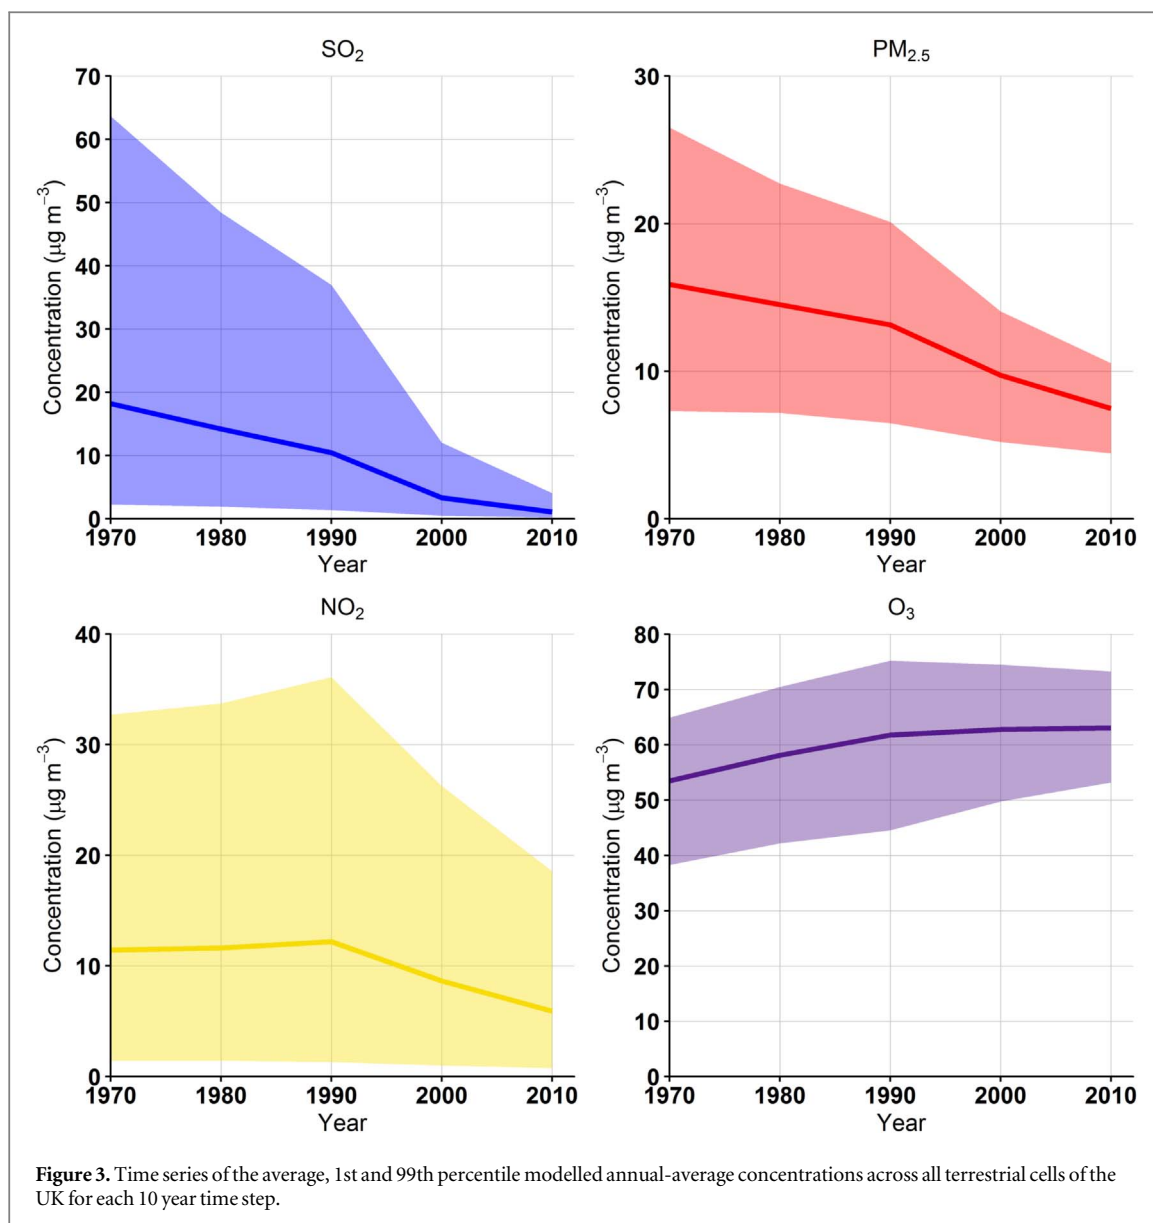 SO₂
70
60
50
40
30
20
10
0
Concentration (µg m⁻³)
1970 1980 1990 2000 2010
Year
PM₂.₅
30
20
10
0
Concentration (µg m⁻³)
1970 1980 1990 2000 2010
Year
NO₂
40
30
20
10
0
Concentration (µg m⁻³)
1970 1980 1990 2000 2010
Year
O₃
80
70
60
50
40
30
20
10
0
Concentration (µg m⁻³)
1970 1980 1990 2000 2010
Year
Figure 3. Time series of the average, 1st and 99th percentile modelled annual-average concentrations across all terrestrial cells of the
UK for each 10 year time step.